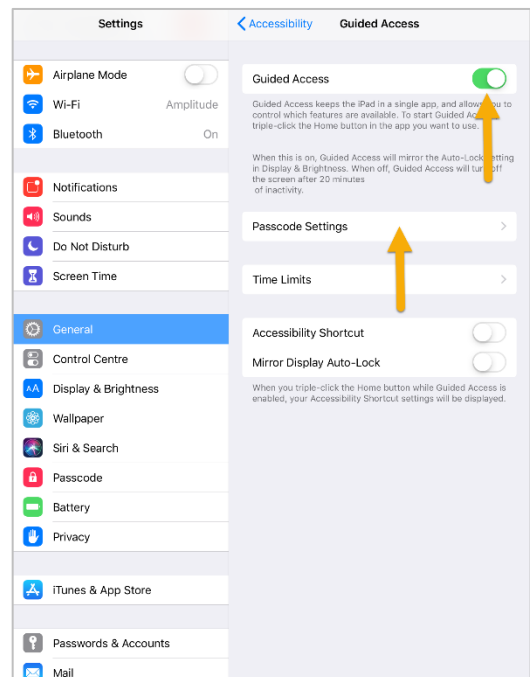 Settings
Accessibility
Guided Access
Airplane Mode
Wi-Fi Amplitude
Bluetooth On
Notifications
Sounds
Do Not Disturb
Screen Time
General
Control Centre
AA Display & Brightness
Wallpaper
Siri & Search
Passcode
Battery
Privacy
iTunes & App Store
Passwords & Accounts
Mail
Guided Access
Guided Access keeps the iPad in a single app, and allows you to
control which features are available. To start Guided
triple-click the Home button in the app you want to use.
When this is on, Guided Access will mirror the Auto-Lock setting
in Display & Brightness. When off, Guided Access will turn off
the screen after 20 minutes
of inactivity.
Passcode Settings
Time Limits
Accessibility Shortcut
Mirror Display Auto-Lock
When you triple-click the Home button while Guided Access is
enabled, your Accessibility Shortcut settings will be displayed.